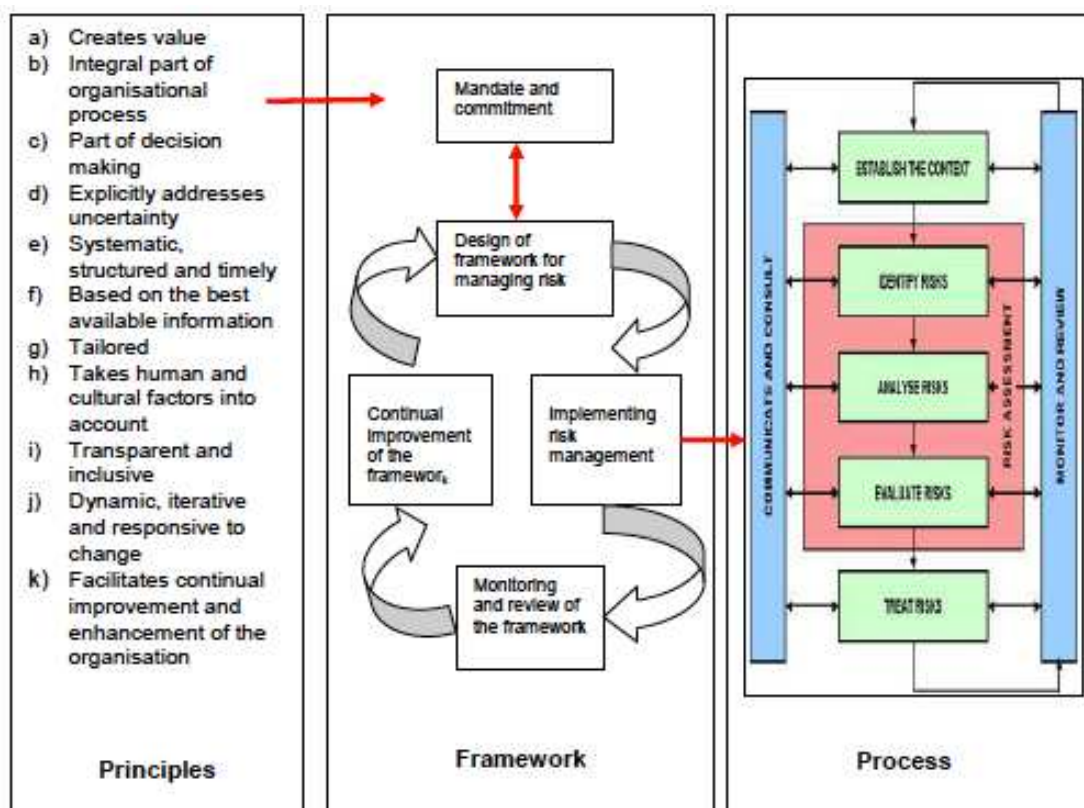 a) Creates value
b) Integral part of
organisational
process
c) Part of decision
making
d) Explicitly addresses
uncertainty
e) Systematic,
structured and timely
f) Based on the best
available information
g) Tailored
h) Takes human and
cultural factors into
account
i) Transparent and
inclusive
j) Dynamic, iterative
and responsive to
change
k) Facilitates continual
improvement and
enhancement of the
organisation
Principles
Mandate and
commitment
Design of
framework for
managing risk
Implementing
risk
management
Monitoring
and review of
the framework
Continual
Improvement
of the
framework
Framework
COMMUNICATE AND CONSULT
ESTABLISH THE CONTEXT
IDENTIFY RISKS
ANALYSE RISKS
EVALUATE RISKS
RISK ASSESSMENT
TREAT RISKS
MONITOR AND REVIEW
Process